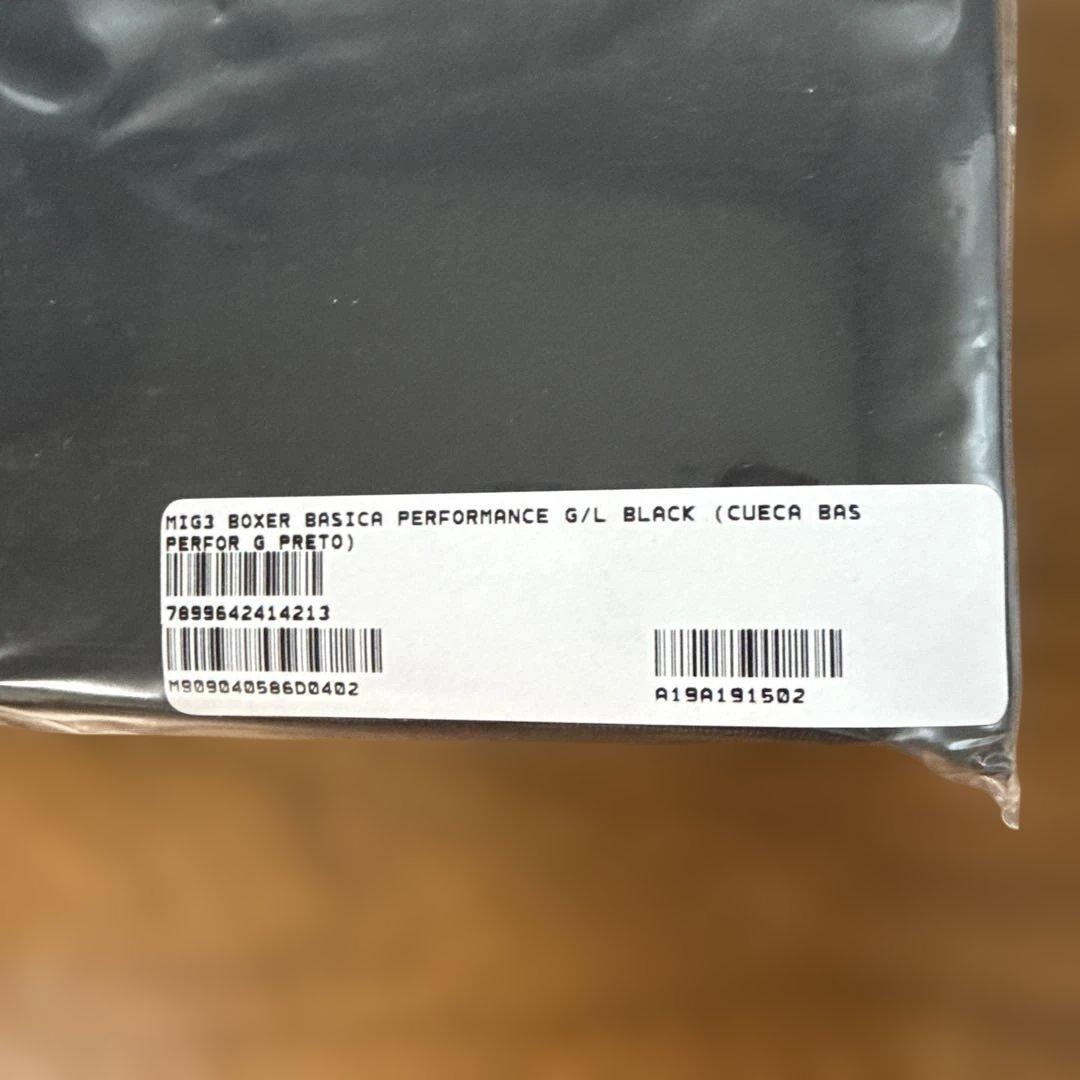 MIG3 BOXER BASICA PERFORMANCE G/L BLACK (CUECA BAS
PERFOR G PRETO)
7899642414213
M909040586D0402
A19A191502